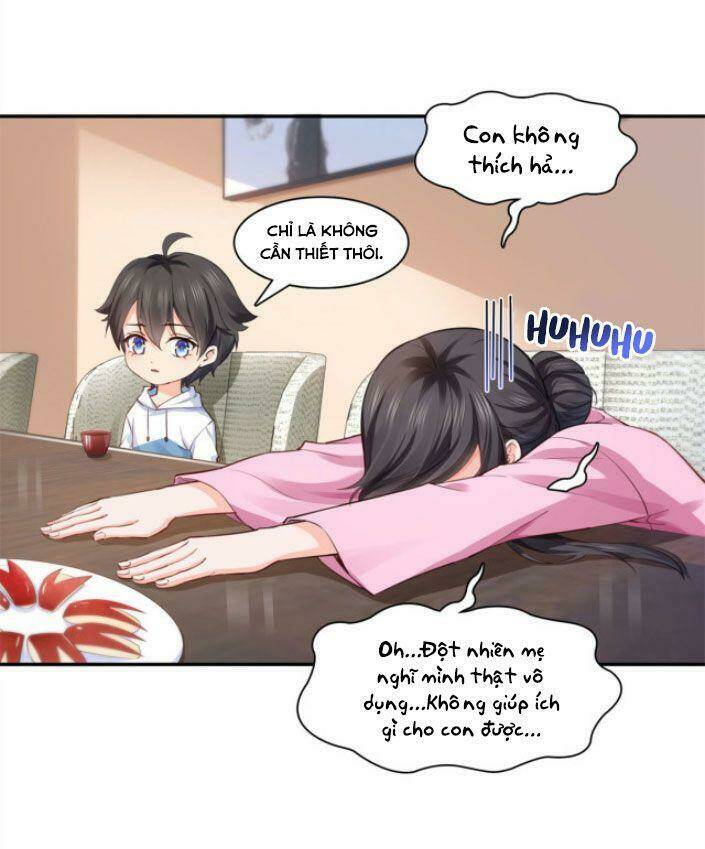 Con không
thích hả...
CHỈ LÀ KHÔNG
CẦN THIẾT THÔI.
HUHUHU
Oh...Đột nhiên mẹ
nghĩ mình thật vô
dụng...Không giúp ích
gì cho con được...